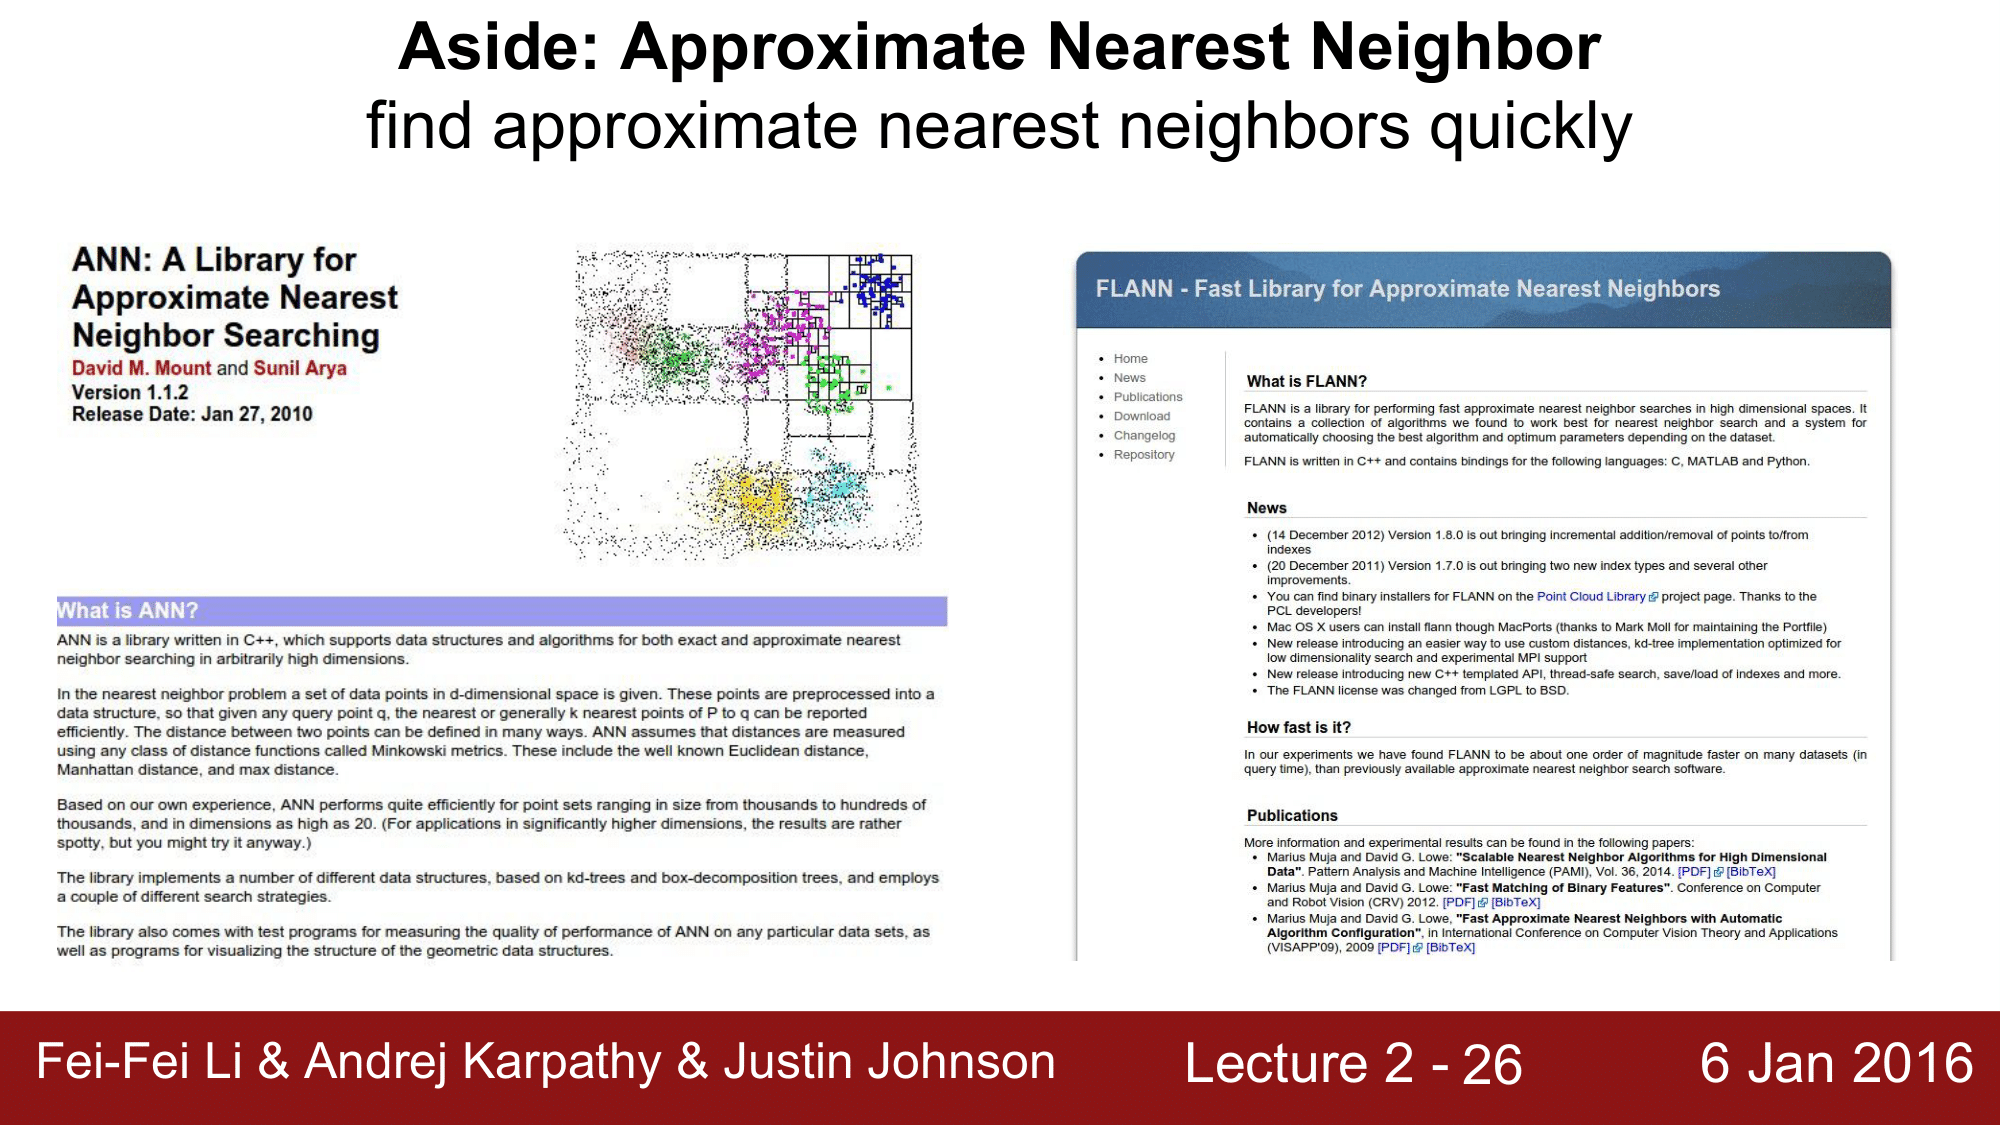 Aside: Approximate Nearest Neighbor
find approximate nearest neighbors quickly
ANN: A Library for
Approximate Nearest
Neighbor Searching
David M. Mount and Sunil Arya
Version 1.1.2
Release Date: Jan 27, 2010
What is ANN?
ANN is a library written in C++, which supports data structures and algorithms for both exact and approximate nearest
neighbor searching in arbitrarily high dimensions.
In the nearest neighbor problem a set of data points in d-dimensional space is given. These points are preprocessed into a
data structure, so that given any query point q, the nearest or generally k nearest points of P to q can be reported
efficiently. The distance between two points can be defined in many ways. ANN assumes that distances are measured
using any class of distance functions called Minkowski metrics. These include the well known Euclidean distance,
Manhattan distance, and max distance.
Based on our own experience, ANN performs quite efficiently for point sets ranging in size from thousands to hundreds of
thousands, and in dimensions as high as 20. (For applications in significantly higher dimensions, the results are rather
spotty, but you might try it anyway.)
The library implements a number of different data structures, based on kd-trees and box-decomposition trees, and employs
a couple of different search strategies.
The library also comes with test programs for measuring the quality of performance of ANN on any particular data sets, as
well as programs for visualizing the structure of the geometric data structures.
FLANN - Fast Library for Approximate Nearest Neighbors
• Home
• News
• Publications
• Download
• Changelog
• Repository
What is FLANN?
FLANN is a library for performing fast approximate nearest neighbor searches in high dimensional spaces. It
contains a collection of algorithms we found to work best for nearest neighbor search and a system for
automatically choosing the best algorithm and optimum parameters depending on the dataset.
FLANN is written in C++ and contains bindings for the following languages: C, MATLAB and Python.
News
• (14 December 2012) Version 1.8.0 is out bringing incremental addition/removal of points to/from
indexes
• (20 December 2011) Version 1.7.0 is out bringing two new index types and several other
improvements.
• You can find binary installers for FLANN on the Point Cloud Library project page. Thanks to the
PCL developers!
• Mac OS X users can install flann though MacPorts (thanks to Mark Moll for maintaining the Portfile)
• New release introducing an easier way to use custom distances, kd-tree implementation optimized for
low dimensionality search and experimental MPI support
• New release introducing new C++ templated API, thread-safe search, save/load of indexes and more.
• The FLANN license was changed from LGPL to BSD.
How fast is it?
In our experiments we have found FLANN to be about one order of magnitude faster on many datasets (in
query time), than previously available approximate nearest neighbor search software.
Publications
More information and experimental results can be found in the following papers:
• Marius Muja and David G. Lowe: "Scalable Nearest Neighbor Algorithms for High Dimensional
Data". Pattern Analysis and Machine Intelligence (PAMI), Vol. 36, 2014. [PDF] [BibTeX]
• Marius Muja and David G. Lowe: "Fast Matching of Binary Features". Conference on Computer
and Robot Vision (CRV) 2012. [PDF] [BibTeX]
• Marius Muja and David G. Lowe, "Fast Approximate Nearest Neighbors with Automatic
Algorithm Configuration", in International Conference on Computer Vision Theory and Applications
(VISAPP'09), 2009 [PDF] [BibTeX]
Fei-Fei Li & Andrej Karpathy & Justin Johnson
Lecture 2 - 26
6 Jan 2016